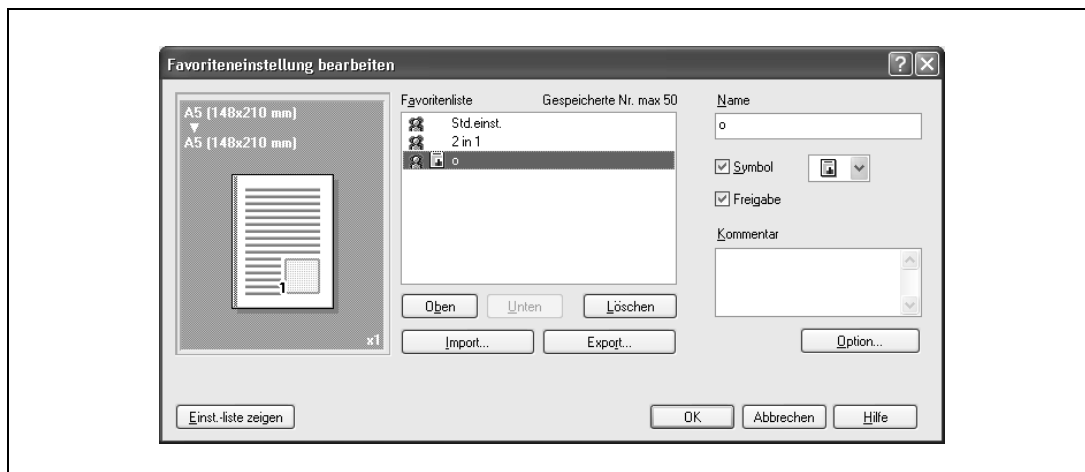 Favoriteneinstellung bearbeiten
A5 (148x210 mm)
A5 (148x210 mm)
1
x1
Favoritenliste Gespeicherte Nr. max 50
Std.einst.
2 in 1
o
Oben Unten Löschen
Import... Export...
Name
o
Symbol
Freigabe
Kommentar
Option...
Einst.-liste zeigen
OK Abbrechen Hilfe